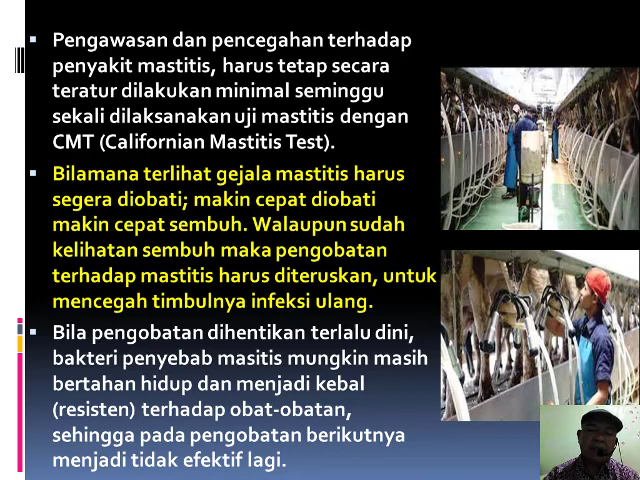 Pengawasan dan pencegahan terhadap
penyakit mastitis, harus tetap secara
teratur dilakukan minimal seminggu
sekali dilaksanakan uji mastitis dengan
CMT (Californian Mastitis Test).
Bilamana terlihat gejala mastitis harus
segera diobati; makin cepat diobati
makin cepat sembuh. Walaupun sudah
kelihatan sembuh maka pengobatan
terhadap mastitis harus diteruskan, untuk
mencegah timbulnya infeksi ulang.
Bila pengobatan dihentikan terlalu dini,
bakteri penyebab masitis mungkin masih
bertahan hidup dan menjadi kebal
(resisten) terhadap obat-obatan,
sehingga pada pengobatan berikutnya
menjadi tidak efektif lagi.